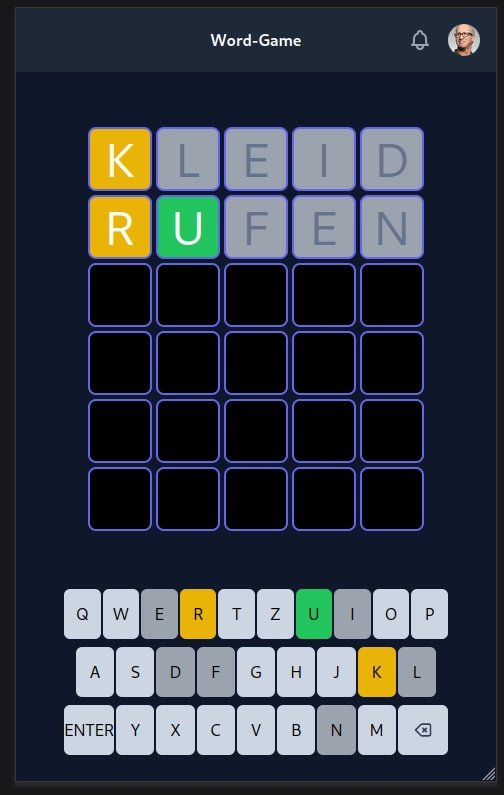 Word-Game
K L E I D
R U F E N
Q W E R T Z U I O P
A S D F G H J K L
ENTER Y X C V B N M